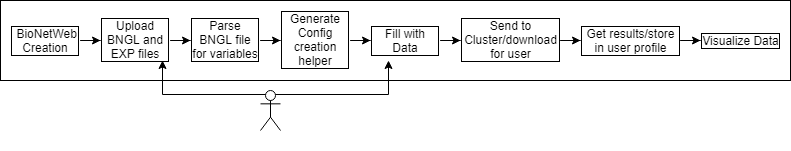 BioNetWeb
Creation
Upload
BNGL and
EXP files
Parse
BNGL file
for variables
Generate
Config
creation
helper
Fill with
Data
Send to
Cluster/download
for user
Get results/store
in user profile
Visualize Data